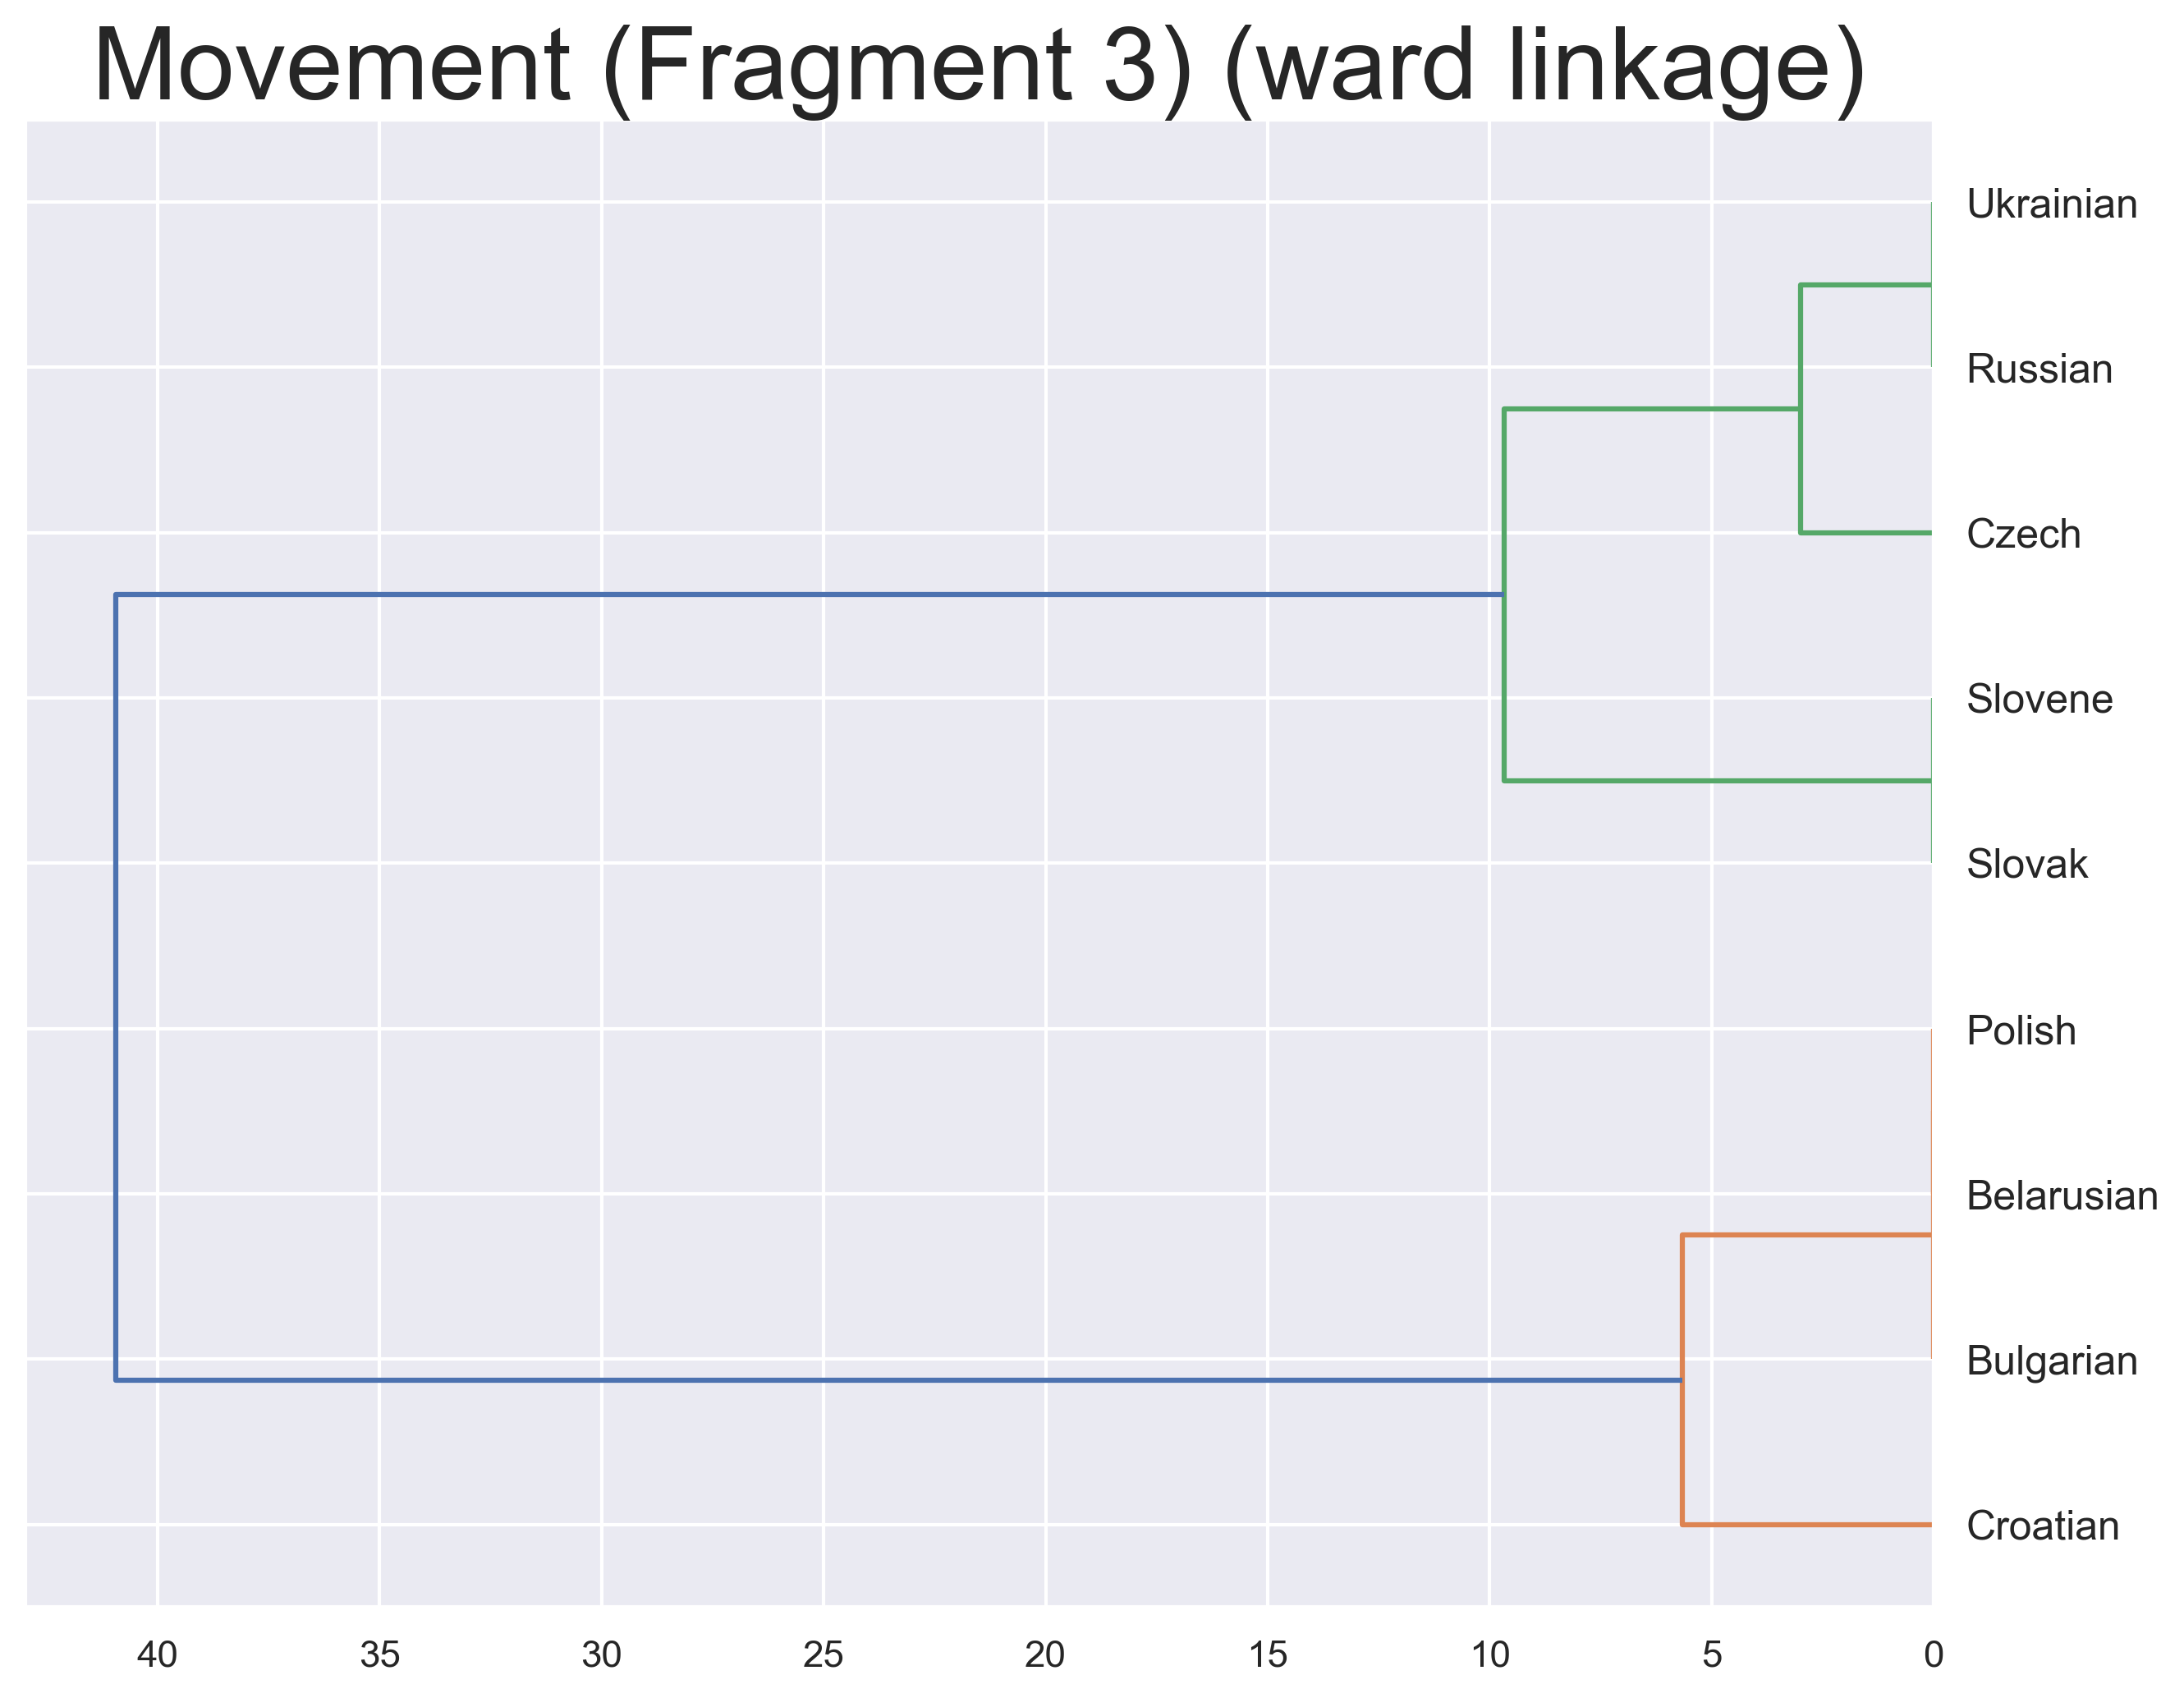 Movement (Fragment 3) (ward linkage)
Ukrainian
Russian
Czech
Slovene
Slovak
Polish
Belarusian
Bulgarian
Croatian
40 35 30 25 20 15 10 5 0